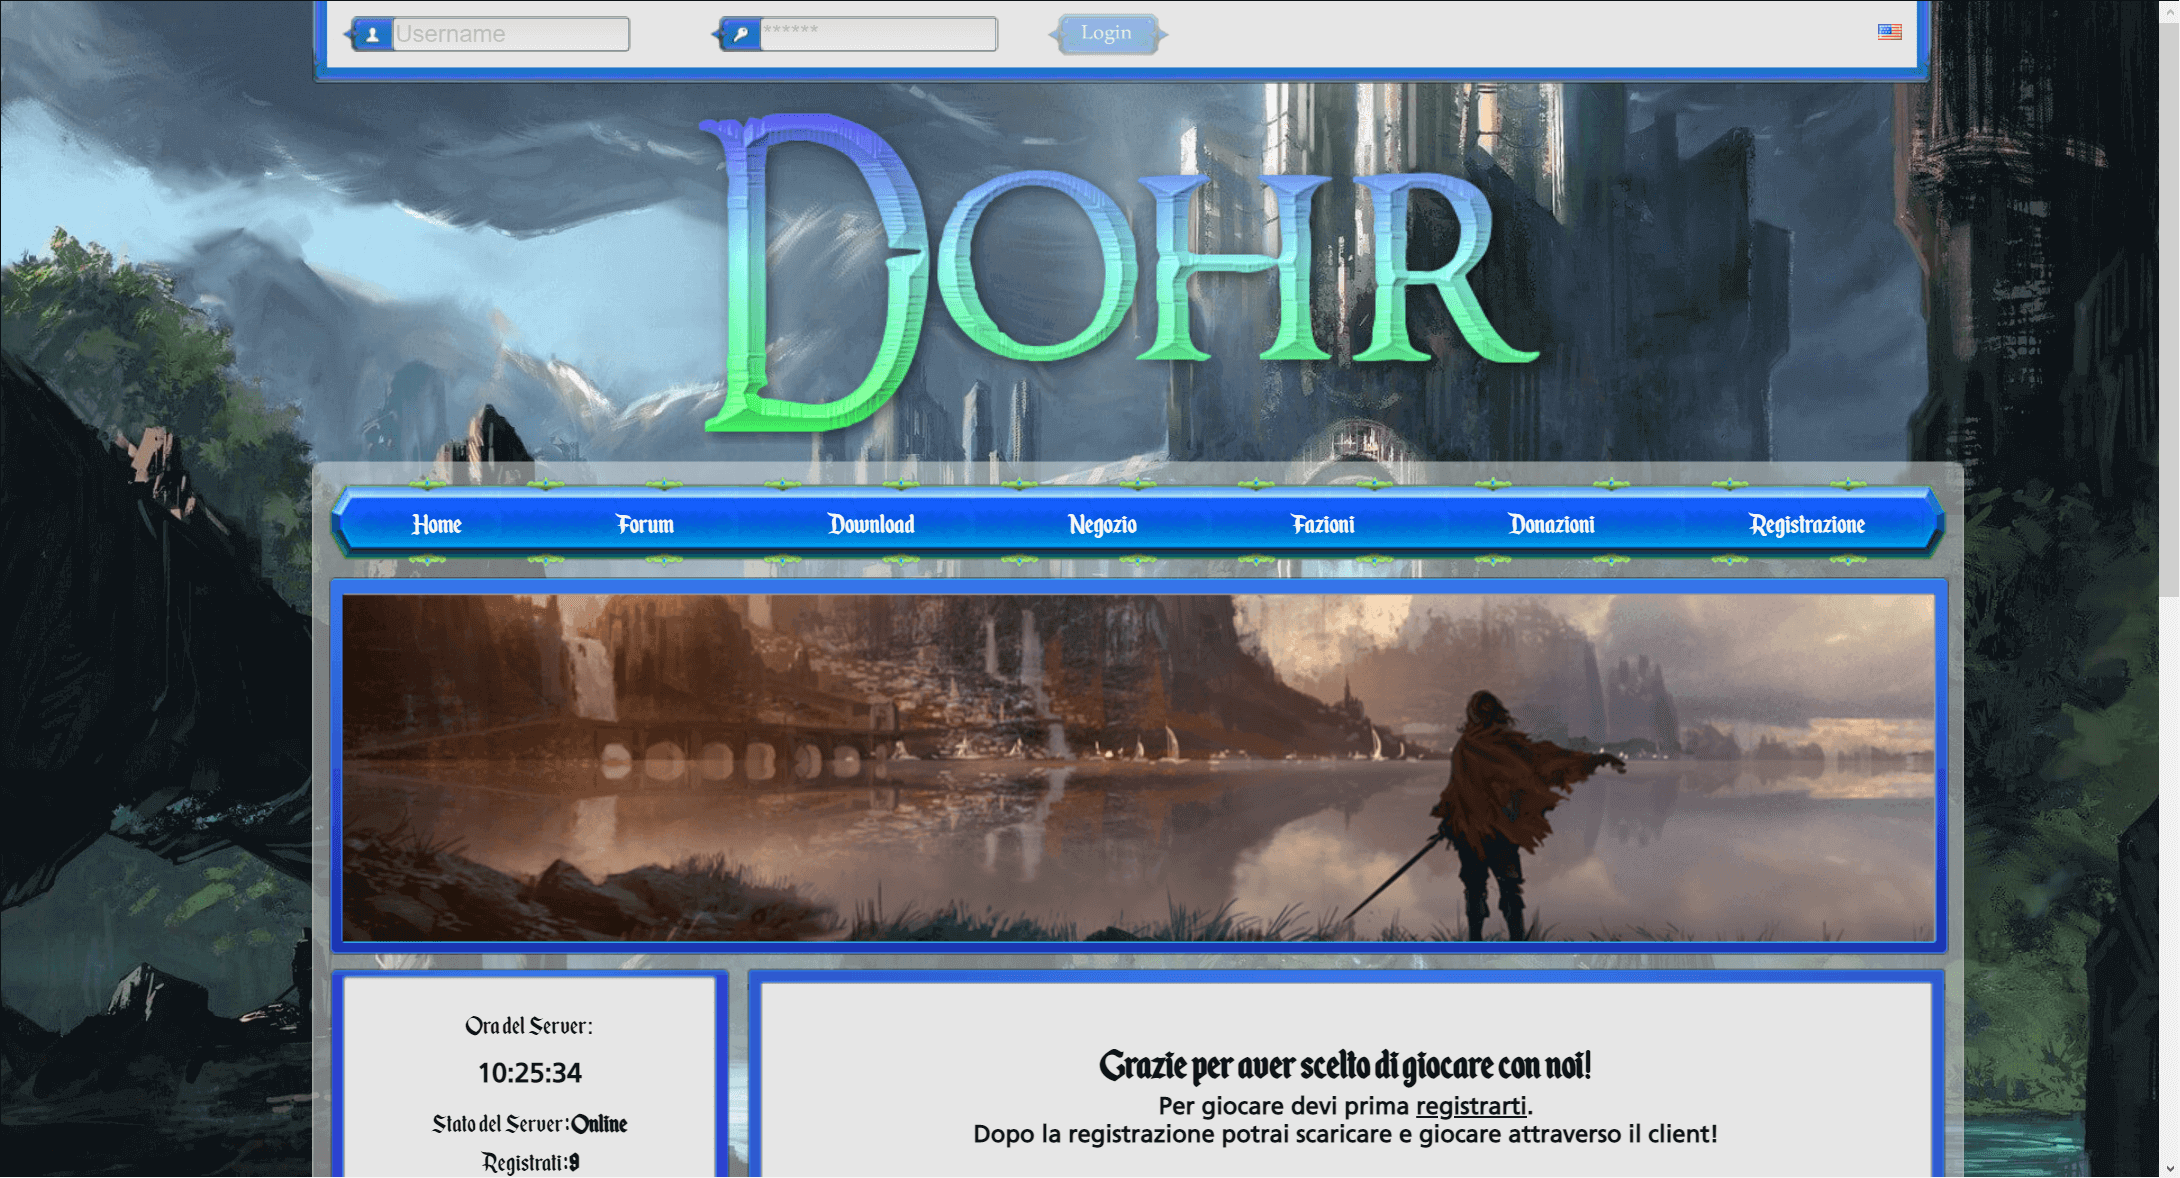 Username
******
Login
DOHR
Home
Forum
Download
Negozio
Fazioni
Donazioni
Registrazione
Ora del Server:
10:25:34
Stato del Server:Online
Registrati:9
Grazie per aver scelto di giocare con noi!
Per giocare devi prima registrarti.
Dopo la registrazione potrai scaricare e giocare attraverso il client!